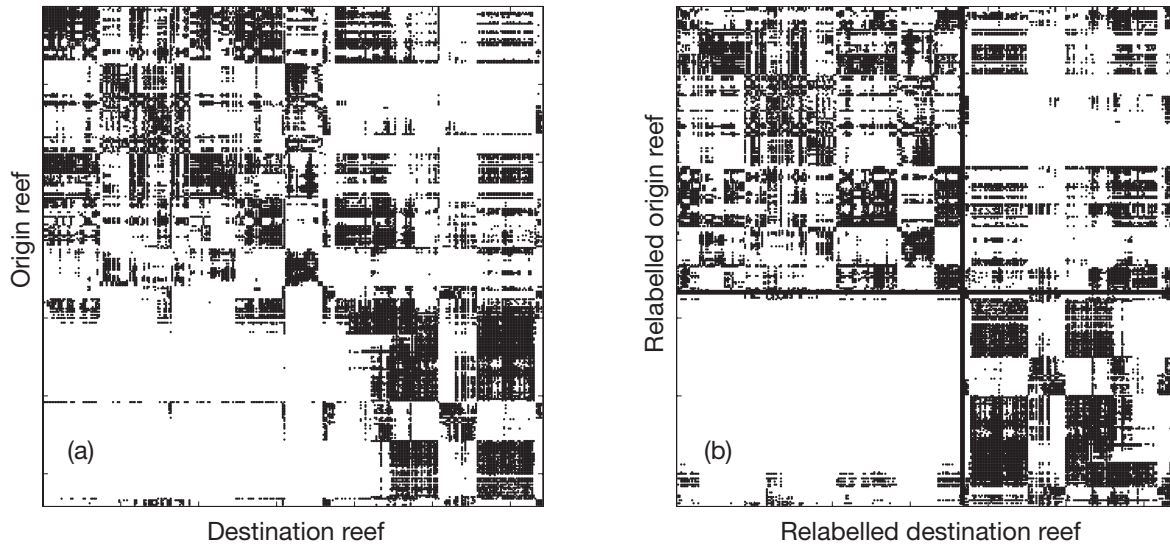 Origin reef
(a)
Destination reef
Relabelled origin reef
(b)
Relabelled destination reef